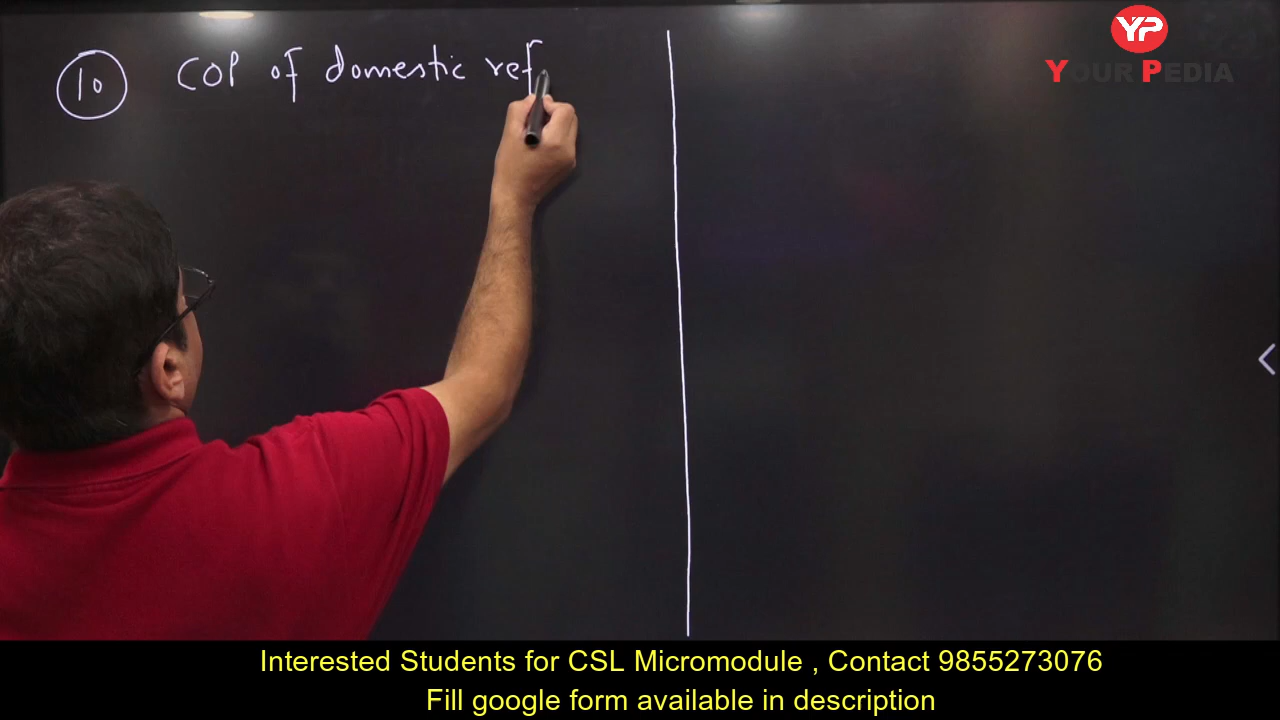 10 COP of domestic ref
YP
YOUR PEDIA
Interested Students for CSL Micromodule , Contact 9855273076
Fill google form available in description